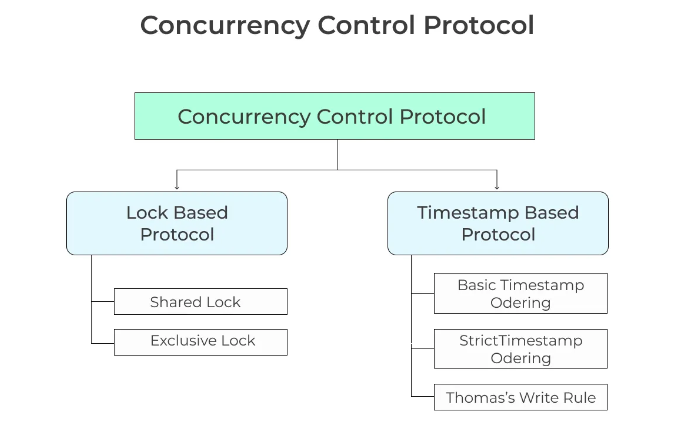 Concurrency Control Protocol
Concurrency Control Protocol
Lock Based
Protocol
Shared Lock
Exclusive Lock
Timestamp Based
Protocol
Basic Timestamp
Odering
StrictTimestamp
Odering
Thomas's Write Rule